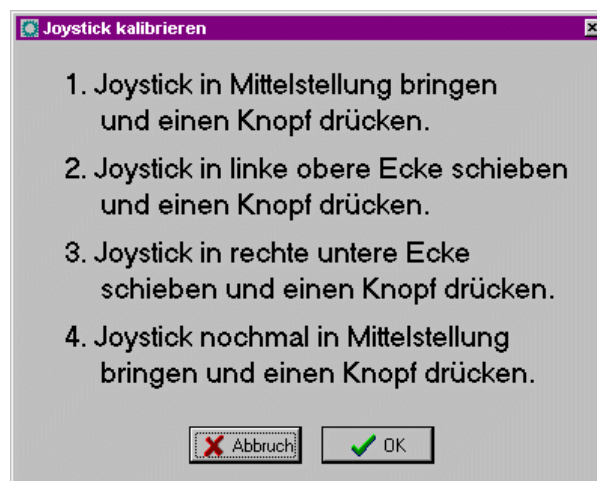 Joystick kalibrieren
1. Joystick in Mittelstellung bringen
und einen Knopf drücken.
2. Joystick in linke obere Ecke schieben
und einen Knopf drücken.
3. Joystick in rechte untere Ecke
schieben und einen Knopf drücken.
4. Joystick nochmal in Mittelstellung
bringen und einen Knopf drücken.
Abbruch OK